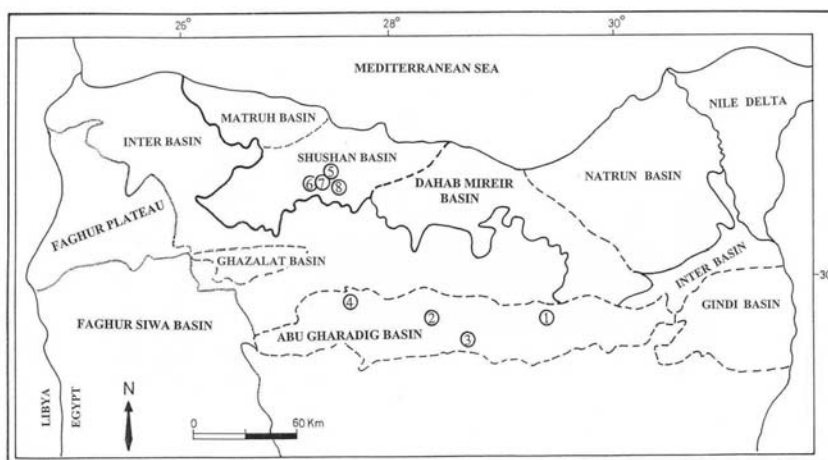 26°
28°
30°
MEDITERRANEAN SEA
NILE DELTA
MATRUH BASIN
INTER BASIN
SHUSHAN BASIN
5
6 7 8
DAHAB MIREIR
BASIN
NATRUN BASIN
FAGHUR PLATEAU
GHAZALAT BASIN
INTER BASIN
30
GINDI BASIN
4
2
1
FAGHUR SIWA BASIN
ABU GHARADIG BASIN
3
LIBYA
EGYPT
N
0
60 Km